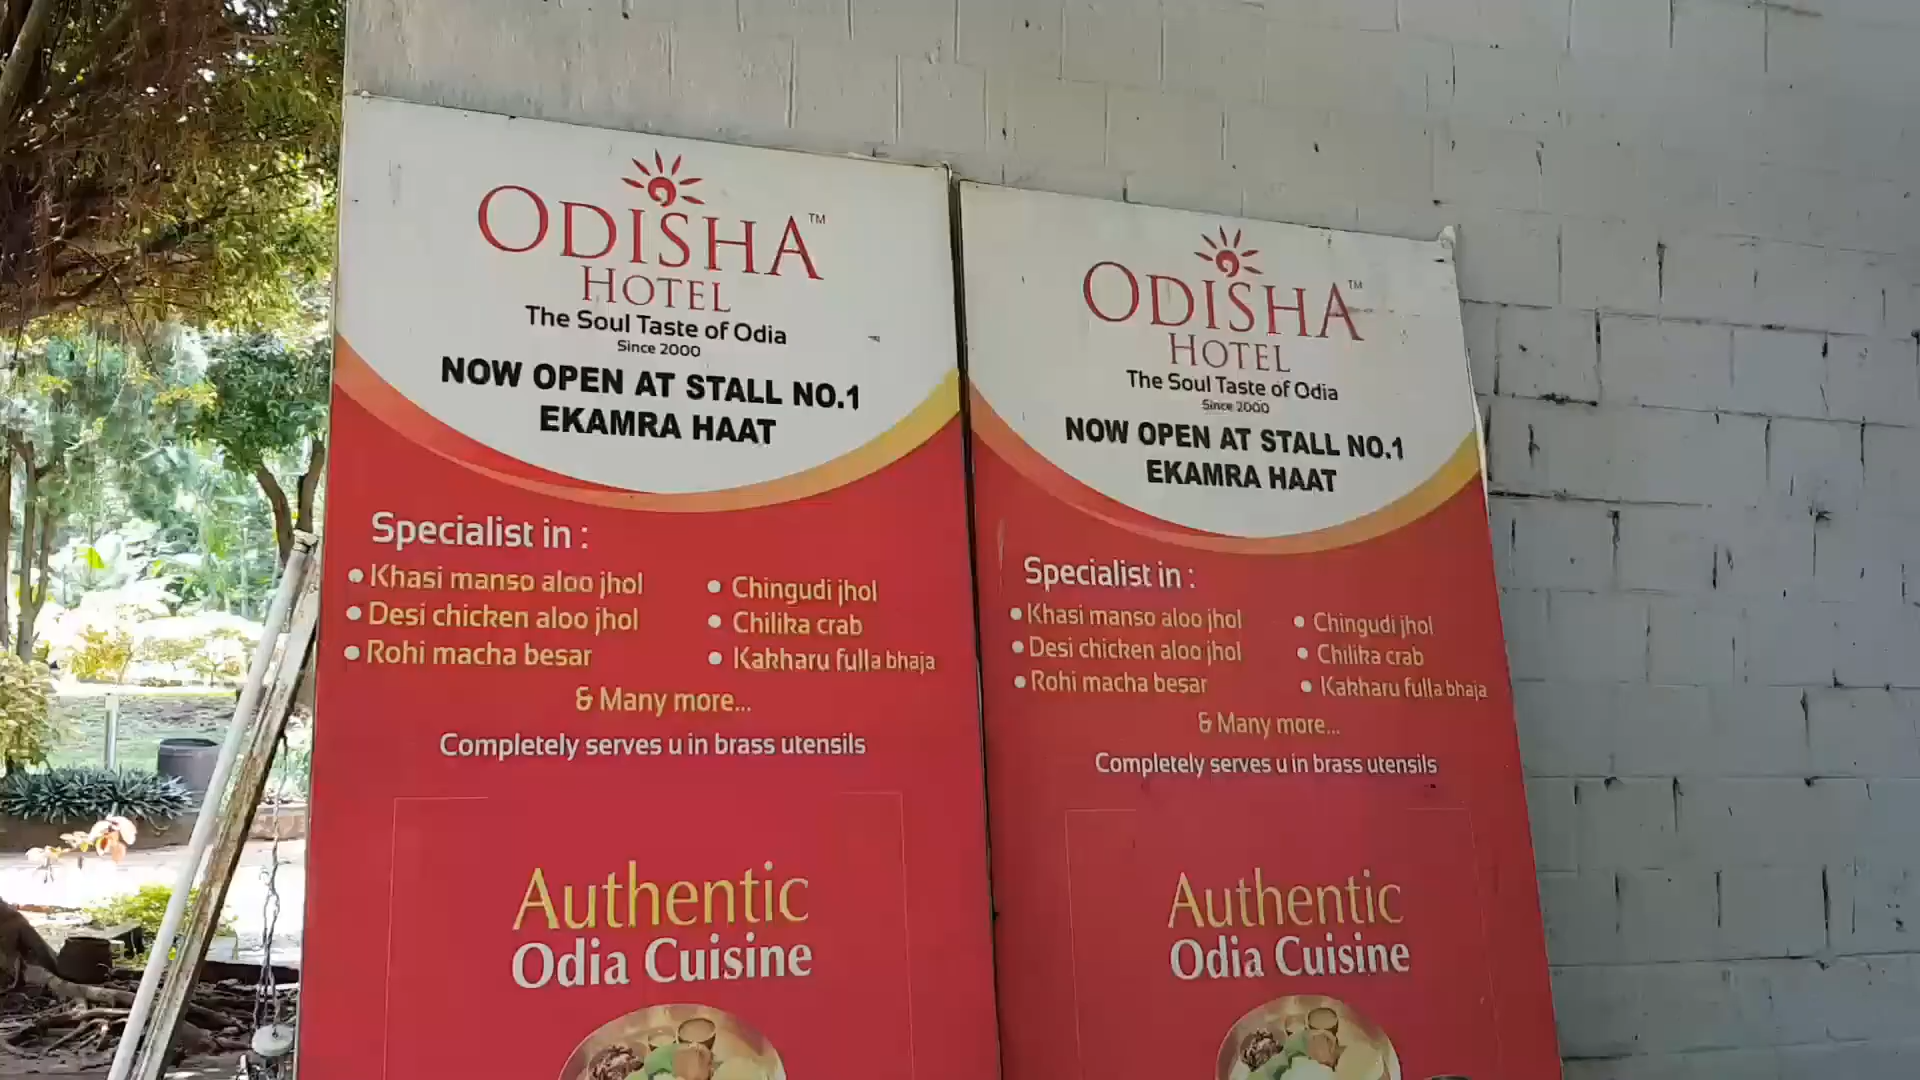 ODISHA™
HOTEL
The Soul Taste of Odia
Since 2000
NOW OPEN AT STALL NO.1
EKAMRA HAAT
Specialist in :
• Khasi manso aloo jhol
• Desi chicken aloo jhol
• Rohi macha besar
• Chingudi jhol
• Chilika crab
• Kakharu fulla bhaja
& Many more...
Completely serves u in brass utensils
Authentic
Odia Cuisine
ODISHA™
HOTEL
The Soul Taste of Odia
Since 2000
NOW OPEN AT STALL NO.1
EKAMRA HAAT
Specialist in :
• Khasi manso aloo jhol
• Desi chicken aloo jhol
• Rohi macha besar
• Chingudi jhol
• Chilika crab
• Kakharu fulla bhaja
& Many more...
Completely serves u in brass utensils
Authentic
Odia Cuisine